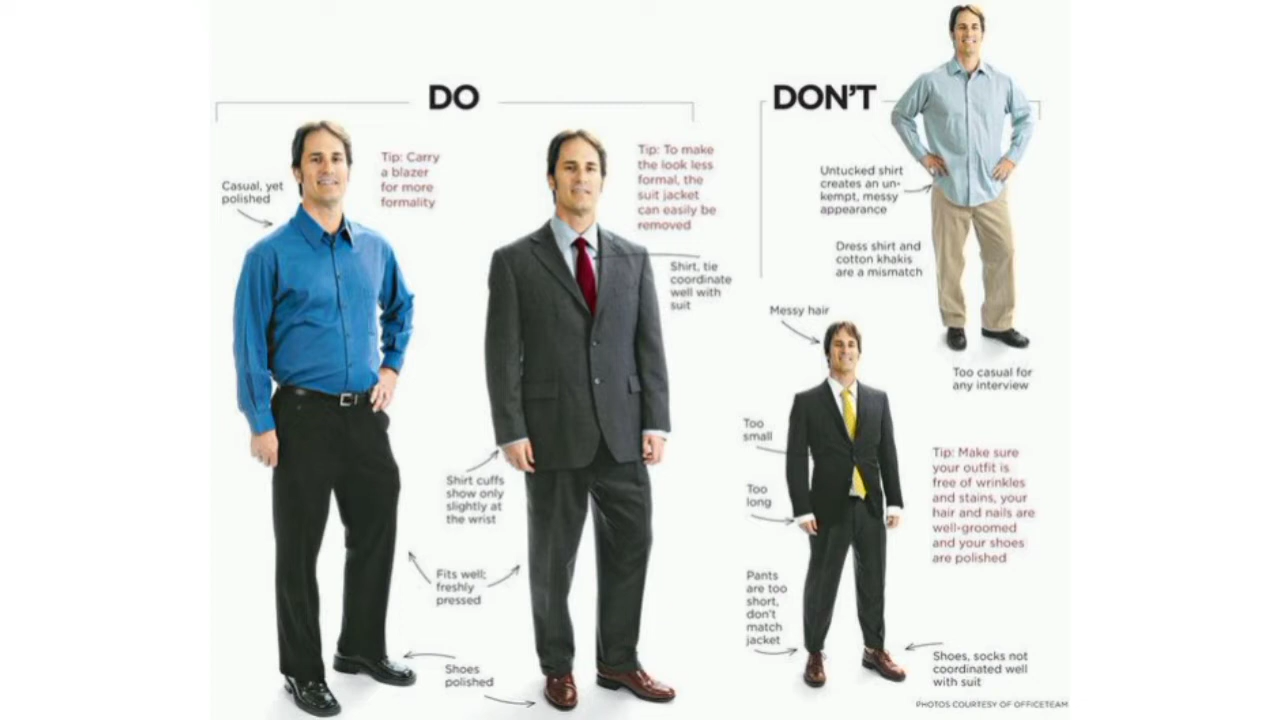 DO
DON'T
Casual, yet
polished
Tip: Carry
a blazer
for more
formality
Tip: To make
the look less
formal, the
suit jacket
can easily be
removed
Shirt, tie
coordinate
well with
suit
Shirt cuffs
show only
slightly at
the wrist
Fits well;
freshly
pressed
Shoes
polished
Untucked shirt
creates an un-
kempt, messy
appearance
Dress shirt and
cotton khakis
are a mismatch
Too casual for
any interview
Messy hair
Too
small
Too
long
Pants
are too
short,
don't
match
jacket
Tip: Make sure
your outfit is
free of wrinkles
and stains, your
hair and nails are
well-groomed
and your shoes
are polished
Shoes, socks not
coordinated well
with suit
PHOTOS COURTESY OF OFFICETEAM